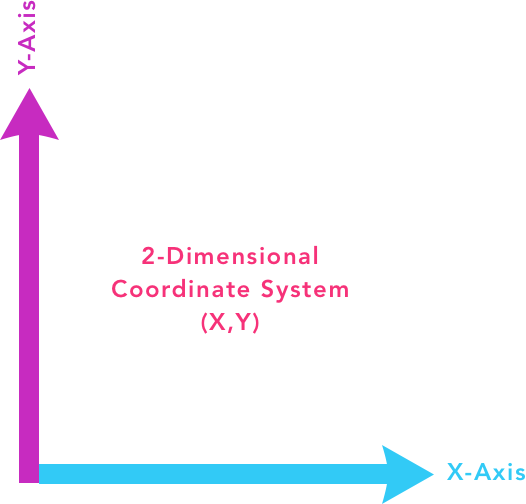 Y-Axis
2-Dimensional
Coordinate System
(X,Y)
X-Axis